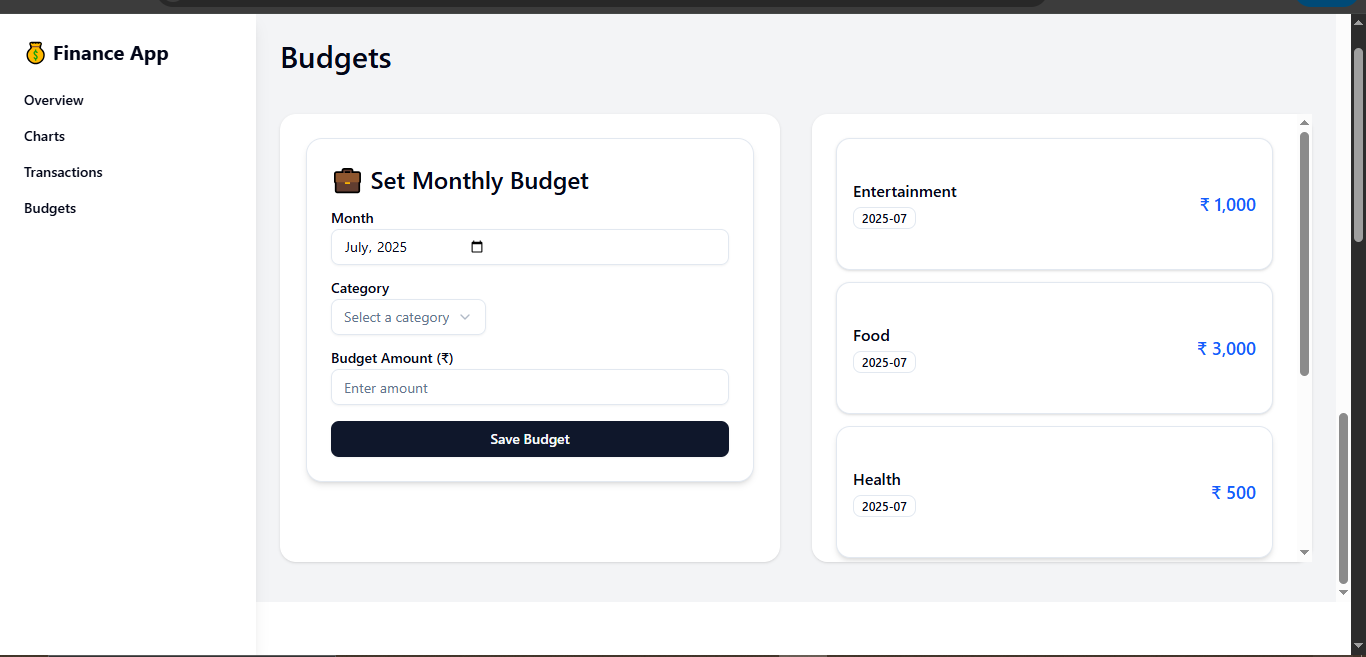 Finance App
Overview
Charts
Transactions
Budgets
Budgets
Set Monthly Budget
Month
July, 2025
Category
Select a category
Budget Amount (₹)
Enter amount
Save Budget
Entertainment
2025-07
₹ 1,000
Food
2025-07
₹ 3,000
Health
2025-07
₹ 500